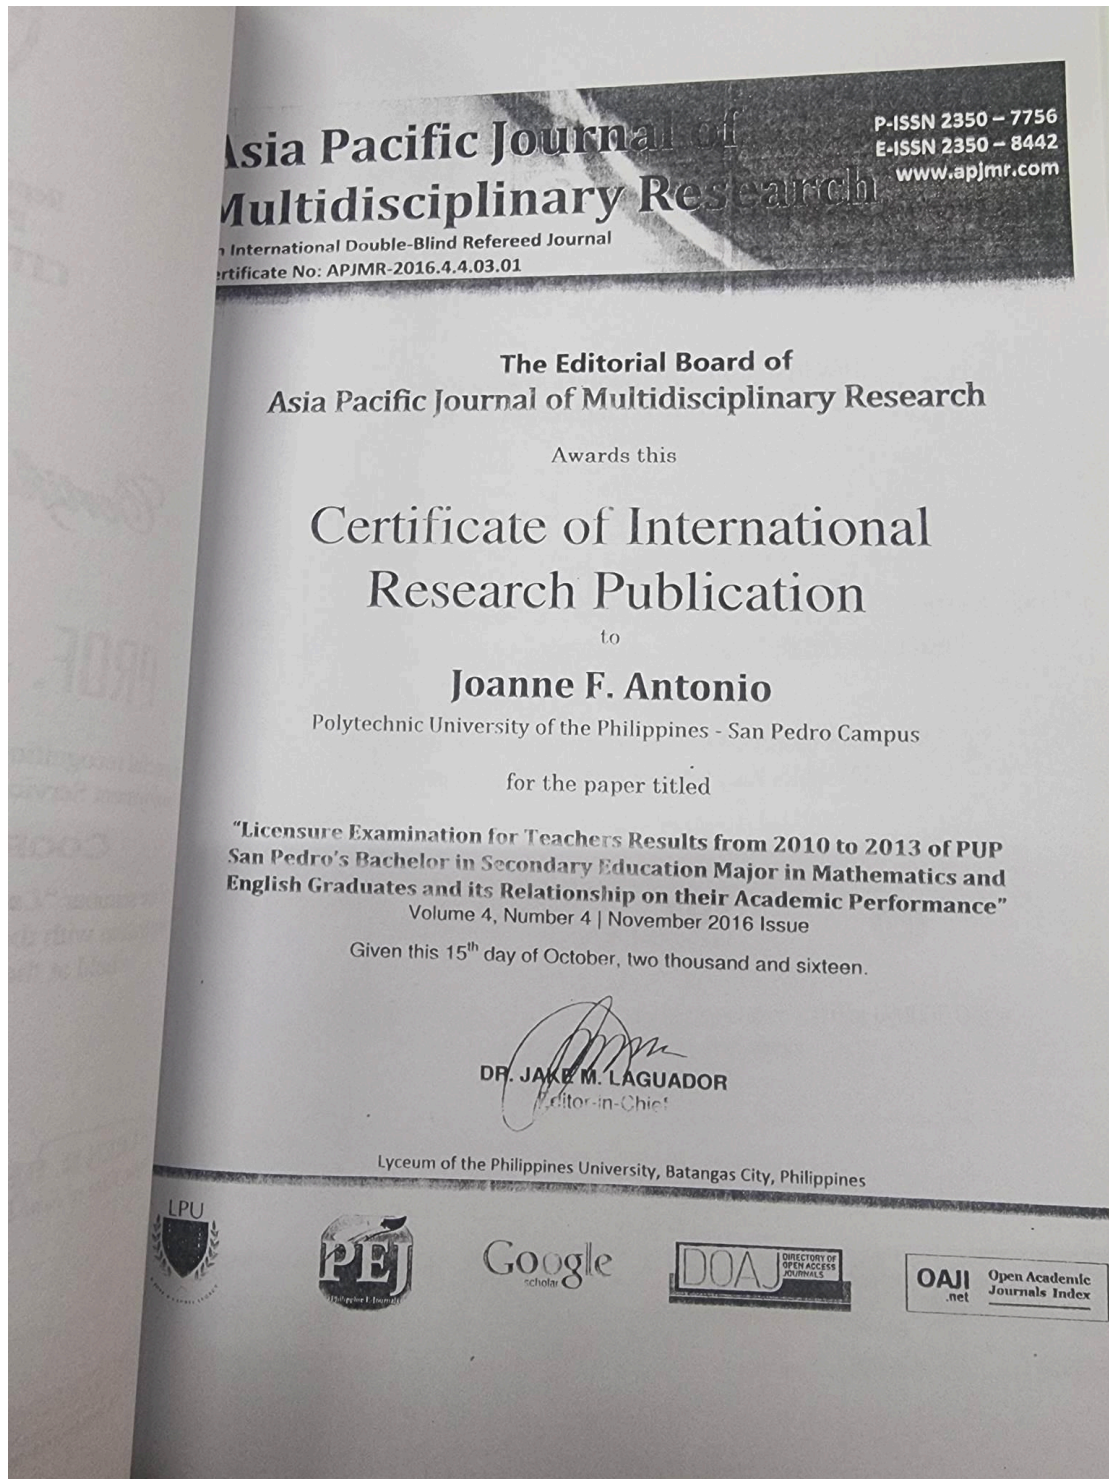 Asia Pacific Journal of
Multidisciplinary Research
International Double-Blind Refereed Journal
ertificate No: APJMR-2016.4.4.03.01
P-ISSN 2350 – 7756
E-ISSN 2350 – 8442
www.apjmr.com
The Editorial Board of
Asia Pacific Journal of Multidisciplinary Research
Awards this
Certificate of International
Research Publication
to
Joanne F. Antonio
Polytechnic University of the Philippines - San Pedro Campus
for the paper titled
“Licensure Examination for Teachers Results from 2010 to 2013 of PUP
San Pedro’s Bachelor in Secondary Education Major in Mathematics and
English Graduates and its Relationship on their Academic Performance”
Volume 4, Number 4 | November 2016 Issue
Given this 15th day of October, two thousand and sixteen.
DR. JAKE M. LAGUADOR
Editor-in-Chief
Lyceum of the Philippines University, Batangas City, Philippines
LPU
PEJ
Philippine E-Journals
Google
scholar
DOAJ
DIRECTORY OF
OPEN ACCESS
JOURNALS
OAJI
.net
Open Academic
Journals Index